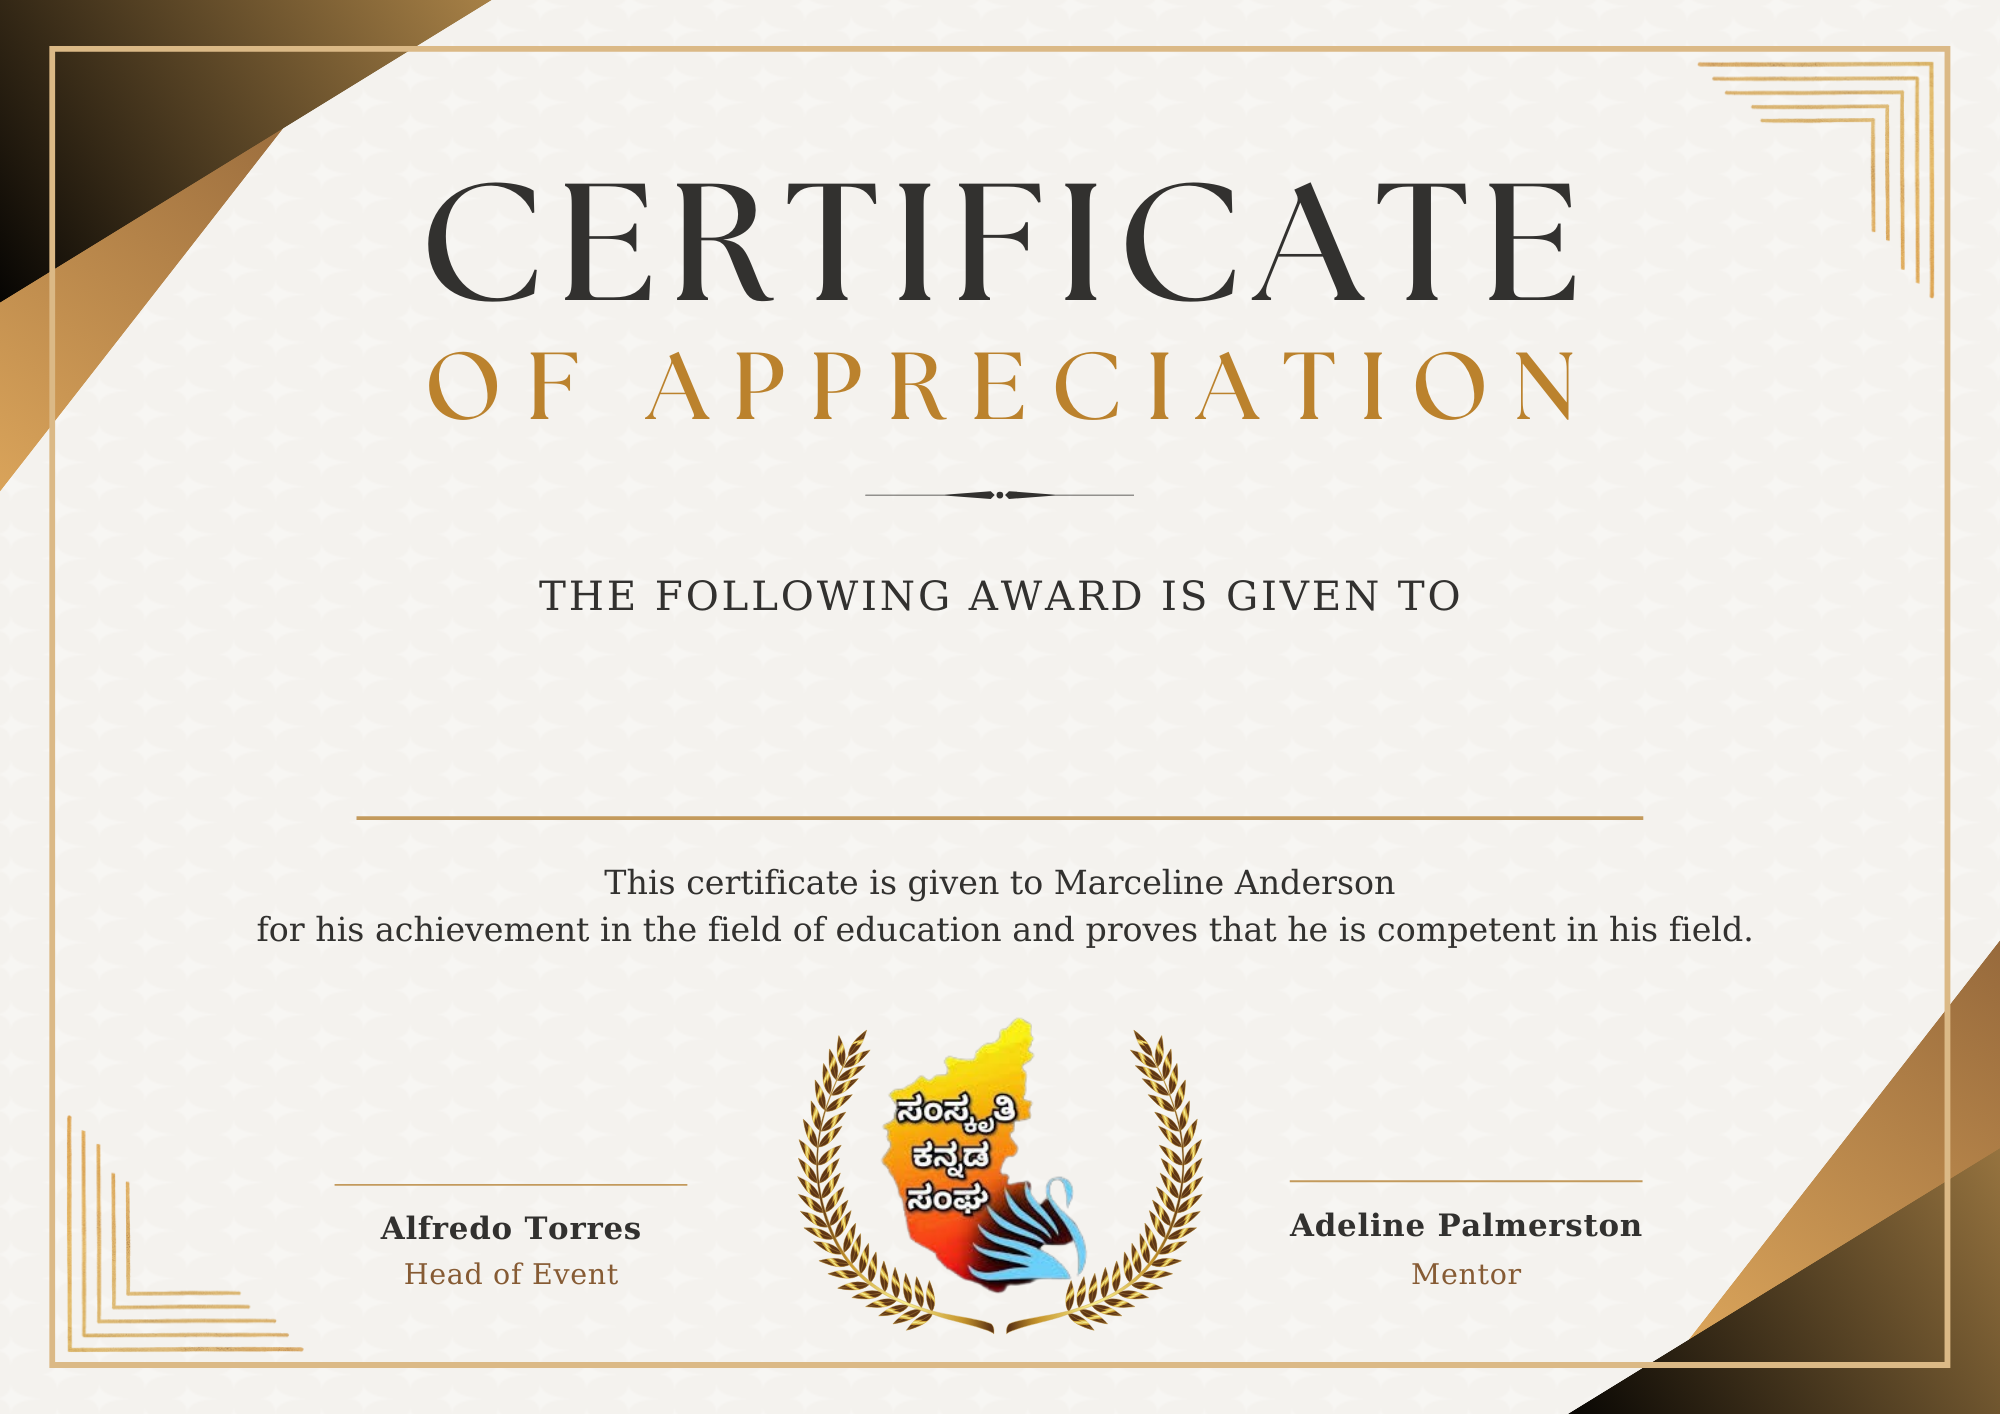 CERTIFICATE
OF APPRECIATION
THE FOLLOWING AWARD IS GIVEN TO
This certificate is given to Marceline Anderson
for his achievement in the field of education and proves that he is competent in his field.
ಸಂಸ್ಕೃತಿ
ಕನ್ನಡ
ಸಂಘ
Alfredo Torres
Head of Event
Adeline Palmerston
Mentor